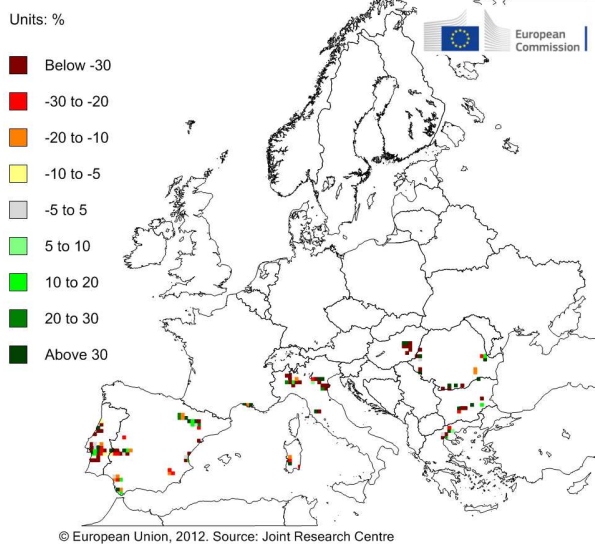 Units: %
European
Commission
Below -30
-30 to -20
-20 to -10
-10 to -5
-5 to 5
5 to 10
10 to 20
20 to 30
Above 30
© European Union, 2012. Source: Joint Research Centre